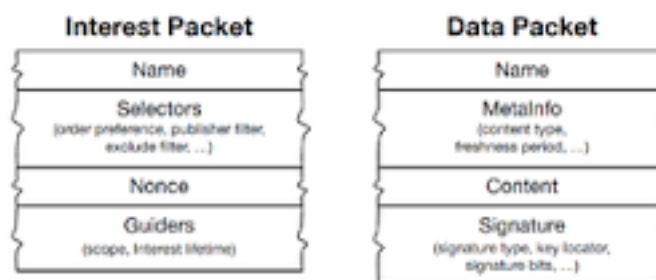 Interest Packet
Name
Selectors
(order preference, publisher filter,
exclude filter, ...)
Nonce
Guiders
(scope, Interest lifetime)
Data Packet
Name
MetaInfo
(content type,
freshness period, ...)
Content
Signature
(signature type, key locator,
signature bits, ...)